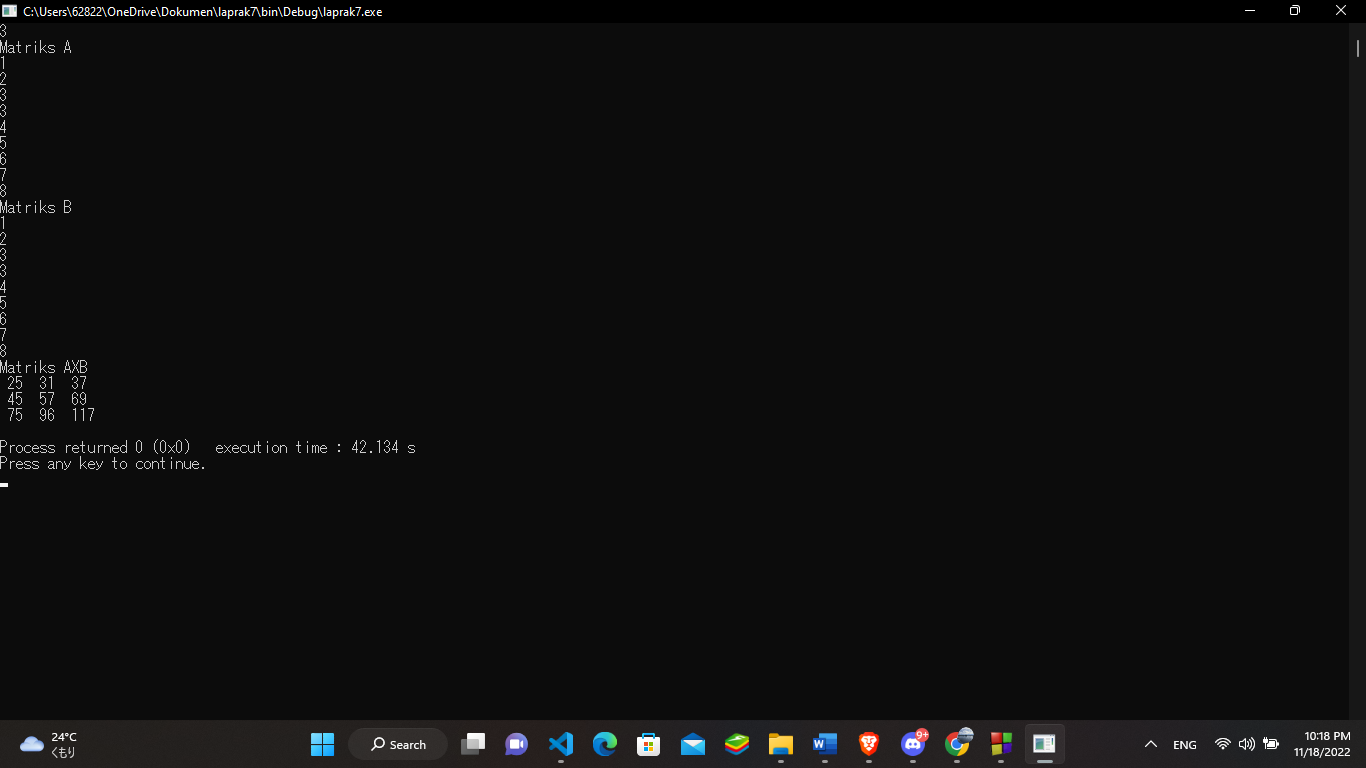 C:\Users\62822\OneDrive\Dokumen\laprak7\bin\Debug\laprak7.exe
3
Matriks A
1
2
3
3
4
5
6
7
8
Matriks B
1
2
3
3
4
5
6
7
8
Matriks AXB
25 31 37
45 57 69
75 96 117
Process returned 0 (0x0) execution time : 42.134 s
Press any key to continue.
24°C
くもり
Search
9+
ENG
10:18 PM
11/18/2022